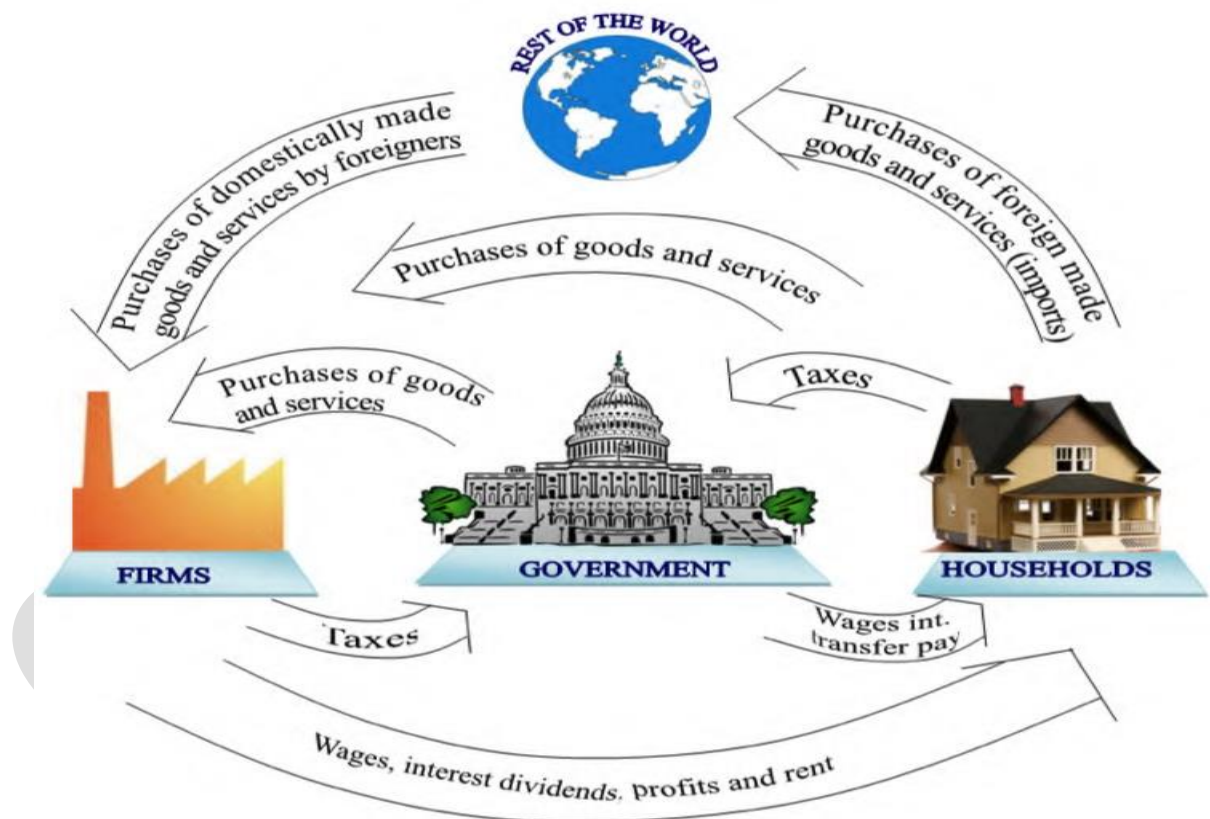 REST OF THE WORLD
Purchases of domestically made
goods and services by foreigners
Purchases of foreign made
goods and services (imports)
Purchases of goods and services
Purchases of goods
and services
Taxes
FIRMS
GOVERNMENT
HOUSEHOLDS
Taxes
Wages int.
transfer pay
Wages, interest dividends, profits and rent